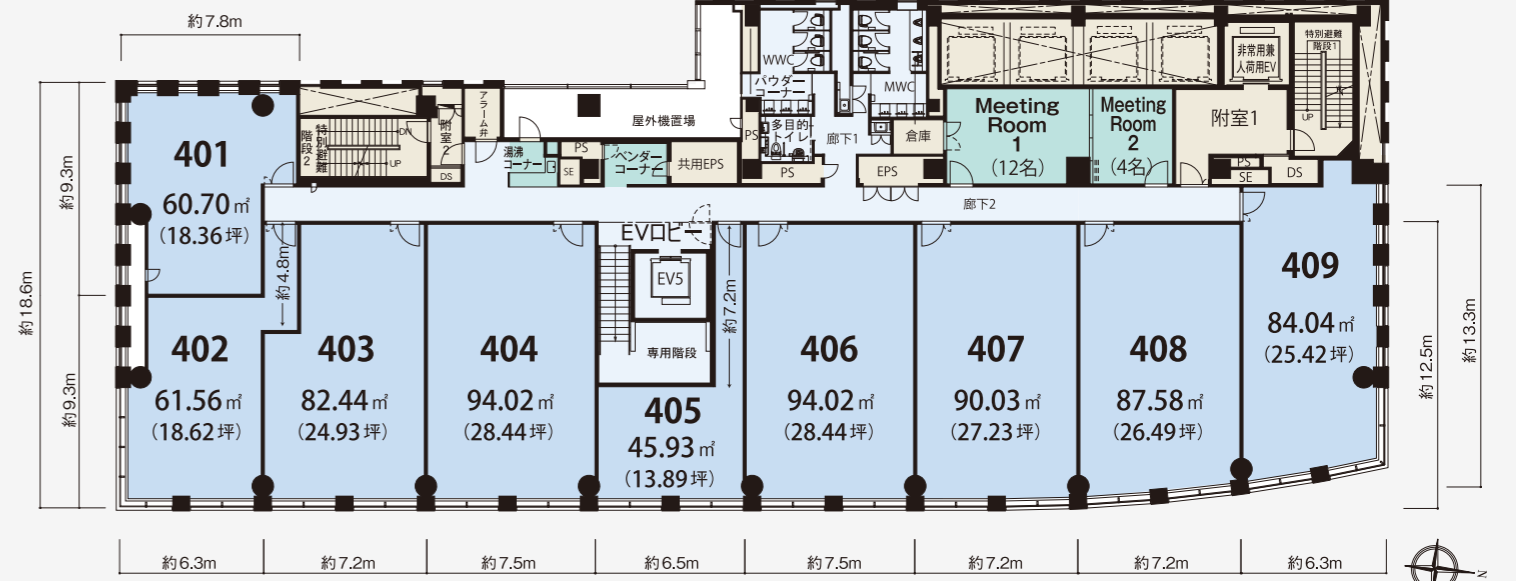 約7.8m
約18.6m
約9.3m
約9.3m
401
60.70㎡
（18.36坪）
402
61.56㎡
（18.62坪）
約4.8m
403
82.44㎡
（24.93坪）
404
94.02㎡
（28.44坪）
405
45.93㎡
（13.89坪）
約7.2m
406
94.02㎡
（28.44坪）
407
90.03㎡
（27.23坪）
408
87.58㎡
（26.49坪）
409
84.04㎡
（25.42坪）
特別避難
階段2
DN
UP
附室2
DS
アラーム弁
湯沸
コーナー
PS
SE
ベンダー
コーナー
共用EPS
屋外機置場
EVロビー
EV5
専用階段
WWC
パウダー
コーナー
PS
多目的
トイレ
PS
MWC
廊下1
倉庫
EPS
廊下2
Meeting
Room
1
（12名）
Meeting
Room
2
（4名）
非常用兼
人荷用EV
特別避難
階段1
UP
附室1
PS
SE
DS
約12.5m
約13.3m
約6.3m
約7.2m
約7.5m
約6.5m
約7.5m
約7.2m
約7.2m
約6.3m
N